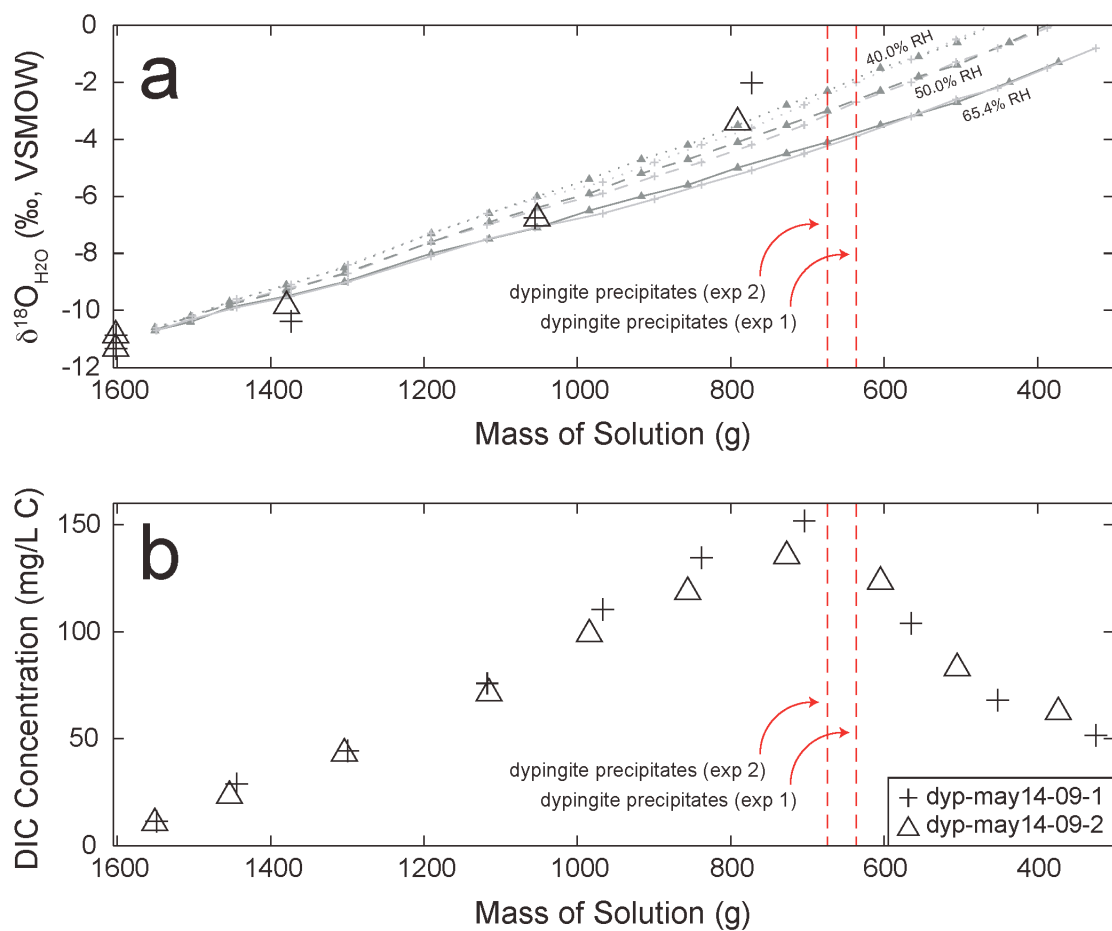 a
δ18OH2O (‰, VSMOW)
0
-2
-4
-6
-8
-10
-12
40.0% RH
50.0% RH
65.4% RH
dypingite precipitates (exp 2)
dypingite precipitates (exp 1)
1600 1400 1200 1000 800 600 400
Mass of Solution (g)
b
DIC Concentration (mg/L C)
150
100
50
0
dypingite precipitates (exp 2)
dypingite precipitates (exp 1)
dyp-may14-09-1
dyp-may14-09-2
1600 1400 1200 1000 800 600 400
Mass of Solution (g)